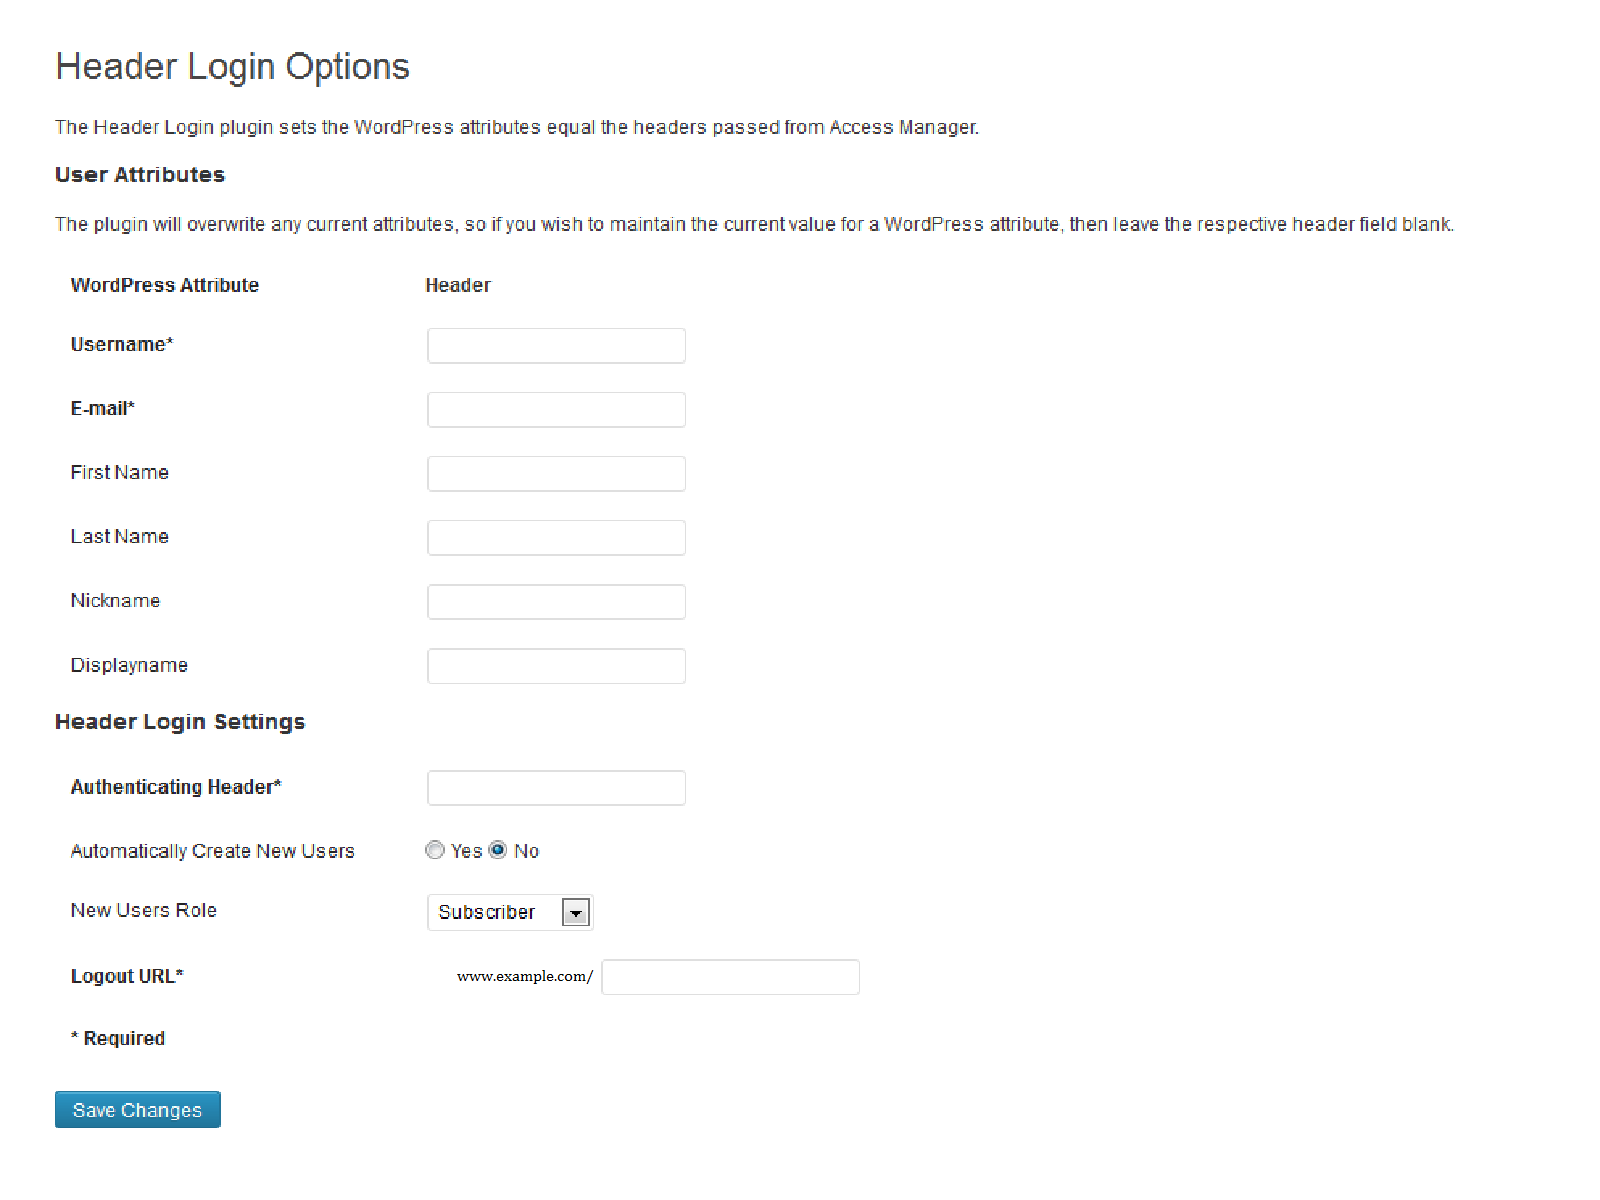 Header Login Options
The Header Login plugin sets the WordPress attributes equal the headers passed from Access Manager.
User Attributes
The plugin will overwrite any current attributes, so if you wish to maintain the current value for a WordPress attribute, then leave the respective header field blank.
WordPress Attribute Header
Username*
E-mail*
First Name
Last Name
Nickname
Displayname
Header Login Settings
Authenticating Header*
Automatically Create New Users Yes No
New Users Role Subscriber
Logout URL* www.example.com/
* Required
Save Changes